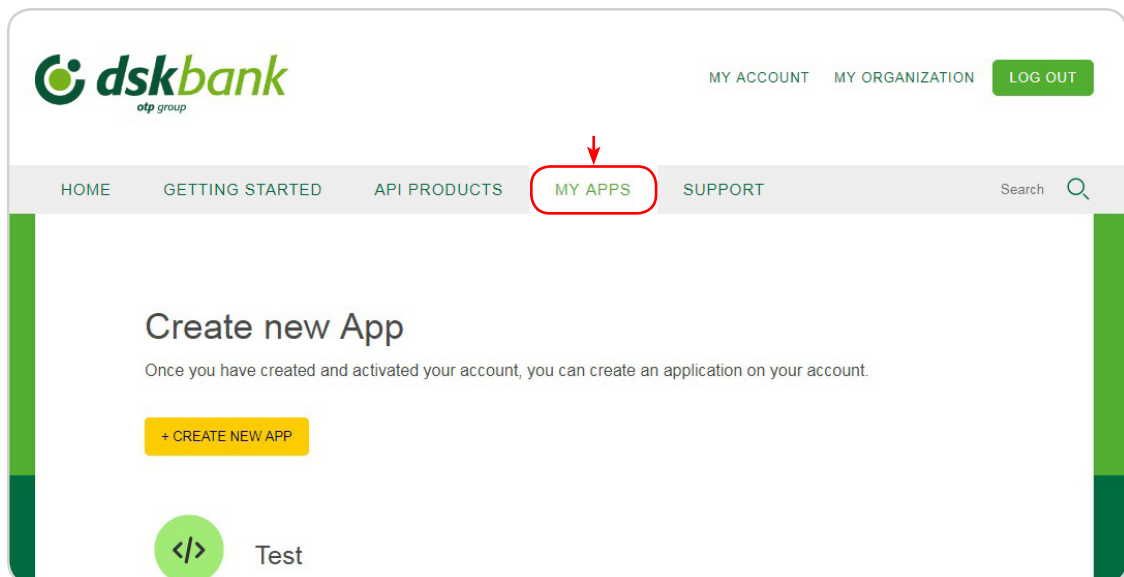 dskbank
otp group
MY ACCOUNT MY ORGANIZATION LOG OUT
HOME GETTING STARTED API PRODUCTS MY APPS SUPPORT Search
Create new App
Once you have created and activated your account, you can create an application on your account.
+ CREATE NEW APP
</> Test